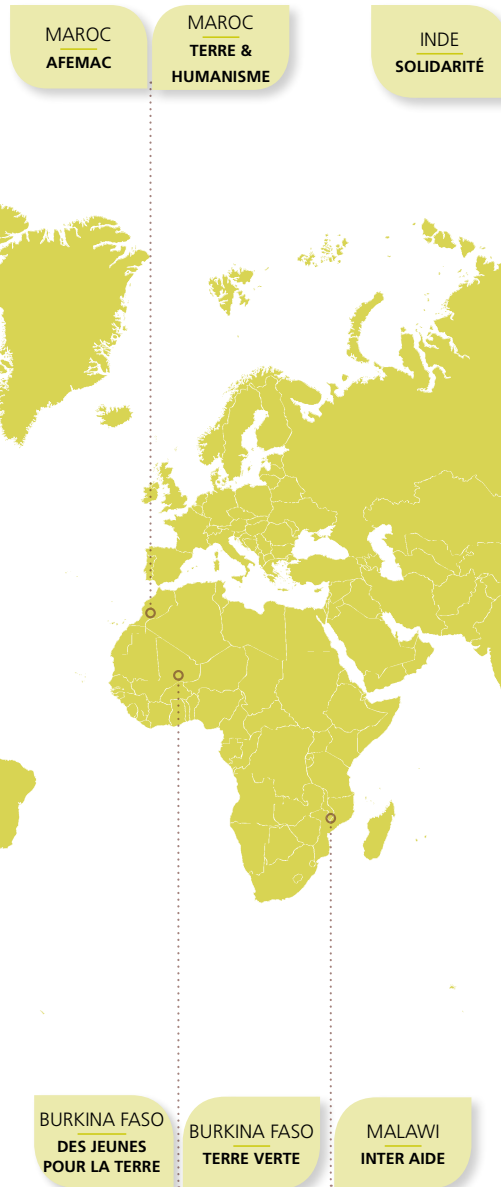 MAROC
AFEMAC
MAROC
TERRE &
HUMANISME
INDE
SOLIDARITÉ
BURKINA FASO
DES JEUNES
POUR LA TERRE
BURKINA FASO
TERRE VERTE
MALAWI
INTER AIDE